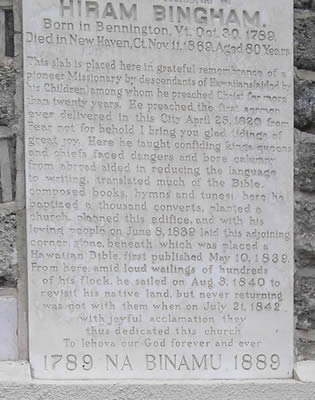 HIRAM BINGHAM.
Born in Bennington, Vt, Oct. 30, 1789.
Died in New Haven, Ct. Nov. 11, 1869, Aged 80 Years
This slab is placed here in grateful remembrance of a
pioneer Missionary by descendants of Hawaiians aided by
his Children, among whom he preached Christ for more
than twenty years. He preached the first sermon
ever delivered in this City April 25, 1820 from
Fear not for behold I bring you glad tidings of
great joy. Here he taught confiding kings queens
and chiefs faced dangers and bore calumny
from abroad aided in reducing the language
to writing, translated much of the Bible.
composed books, hymns and tunes: here he
baptized a thousand converts, planted a
church, planned this edifice, and with his
loving people on June 8, 1839 laid this adjoining
corner stone, beneath which was placed a
Hawaiian Bible, first published May 10, 1839.
From here, amid loud wailings of hundreds
of his flock, he sailed on Aug 3, 1840 to
revisit his native land, but never returning
was not with them when on July 21, 1842
with joyful acclamation they
thus dedicated this church
To Iehova our God forever and ever
1789 NA BINAMU 1889